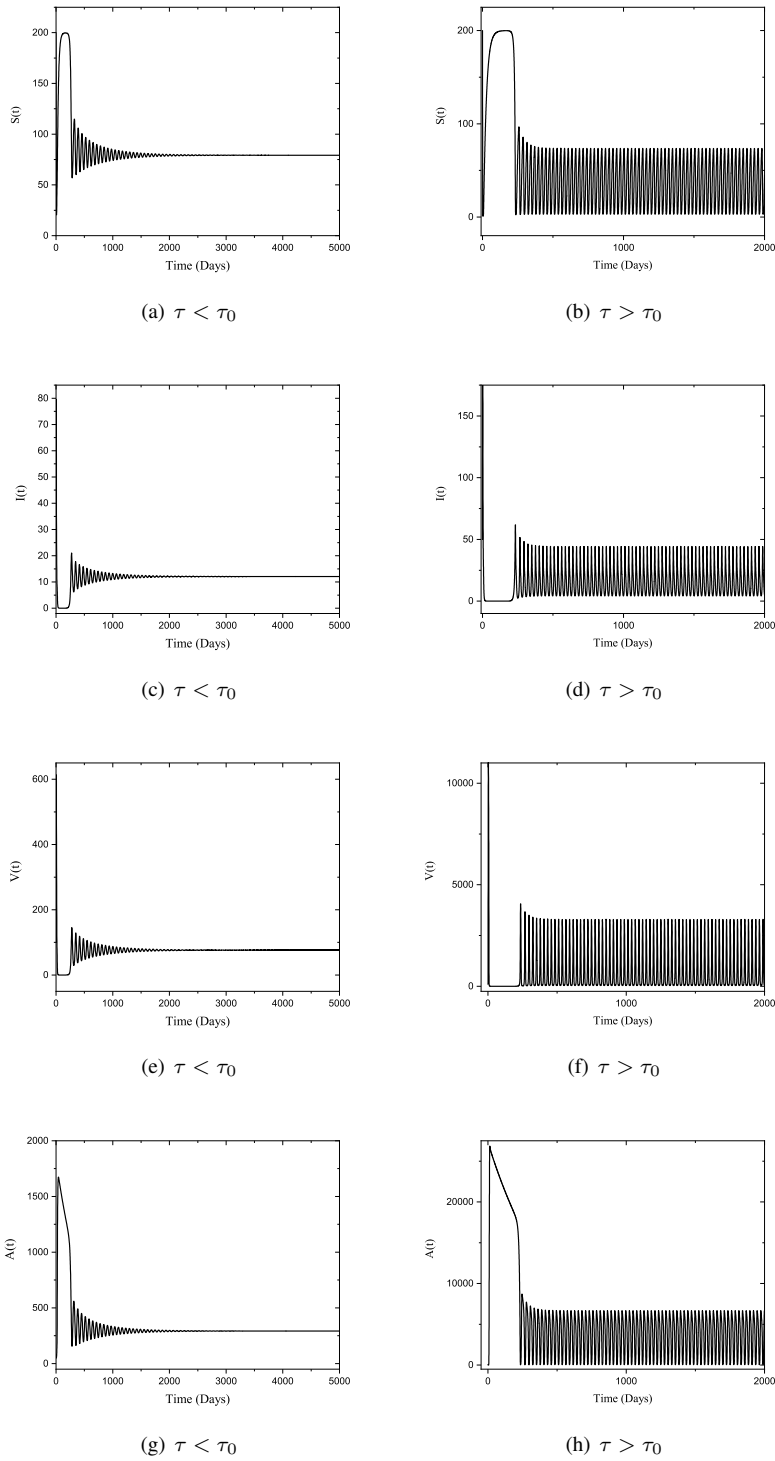 200
150
100
50
0
S(t)
0 1000 2000 3000 4000 5000
Time (Days)
(a) τ < τ₀
200
100
0
S(t)
0 1000 2000
Time (Days)
(b) τ > τ₀
80
70
60
50
40
30
20
10
0
I(t)
0 1000 2000 3000 4000 5000
Time (Days)
(c) τ < τ₀
150
100
50
0
I(t)
0 1000 2000
Time (Days)
(d) τ > τ₀
600
400
200
0
V(t)
0 1000 2000 3000 4000 5000
Time (Days)
(e) τ < τ₀
10000
5000
0
V(t)
0 1000 2000
Time (Days)
(f) τ > τ₀
2000
1500
1000
500
0
A(t)
0 1000 2000 3000 4000 5000
Time (Days)
(g) τ < τ₀
20000
10000
0
A(t)
0 1000 2000
Time (Days)
(h) τ > τ₀